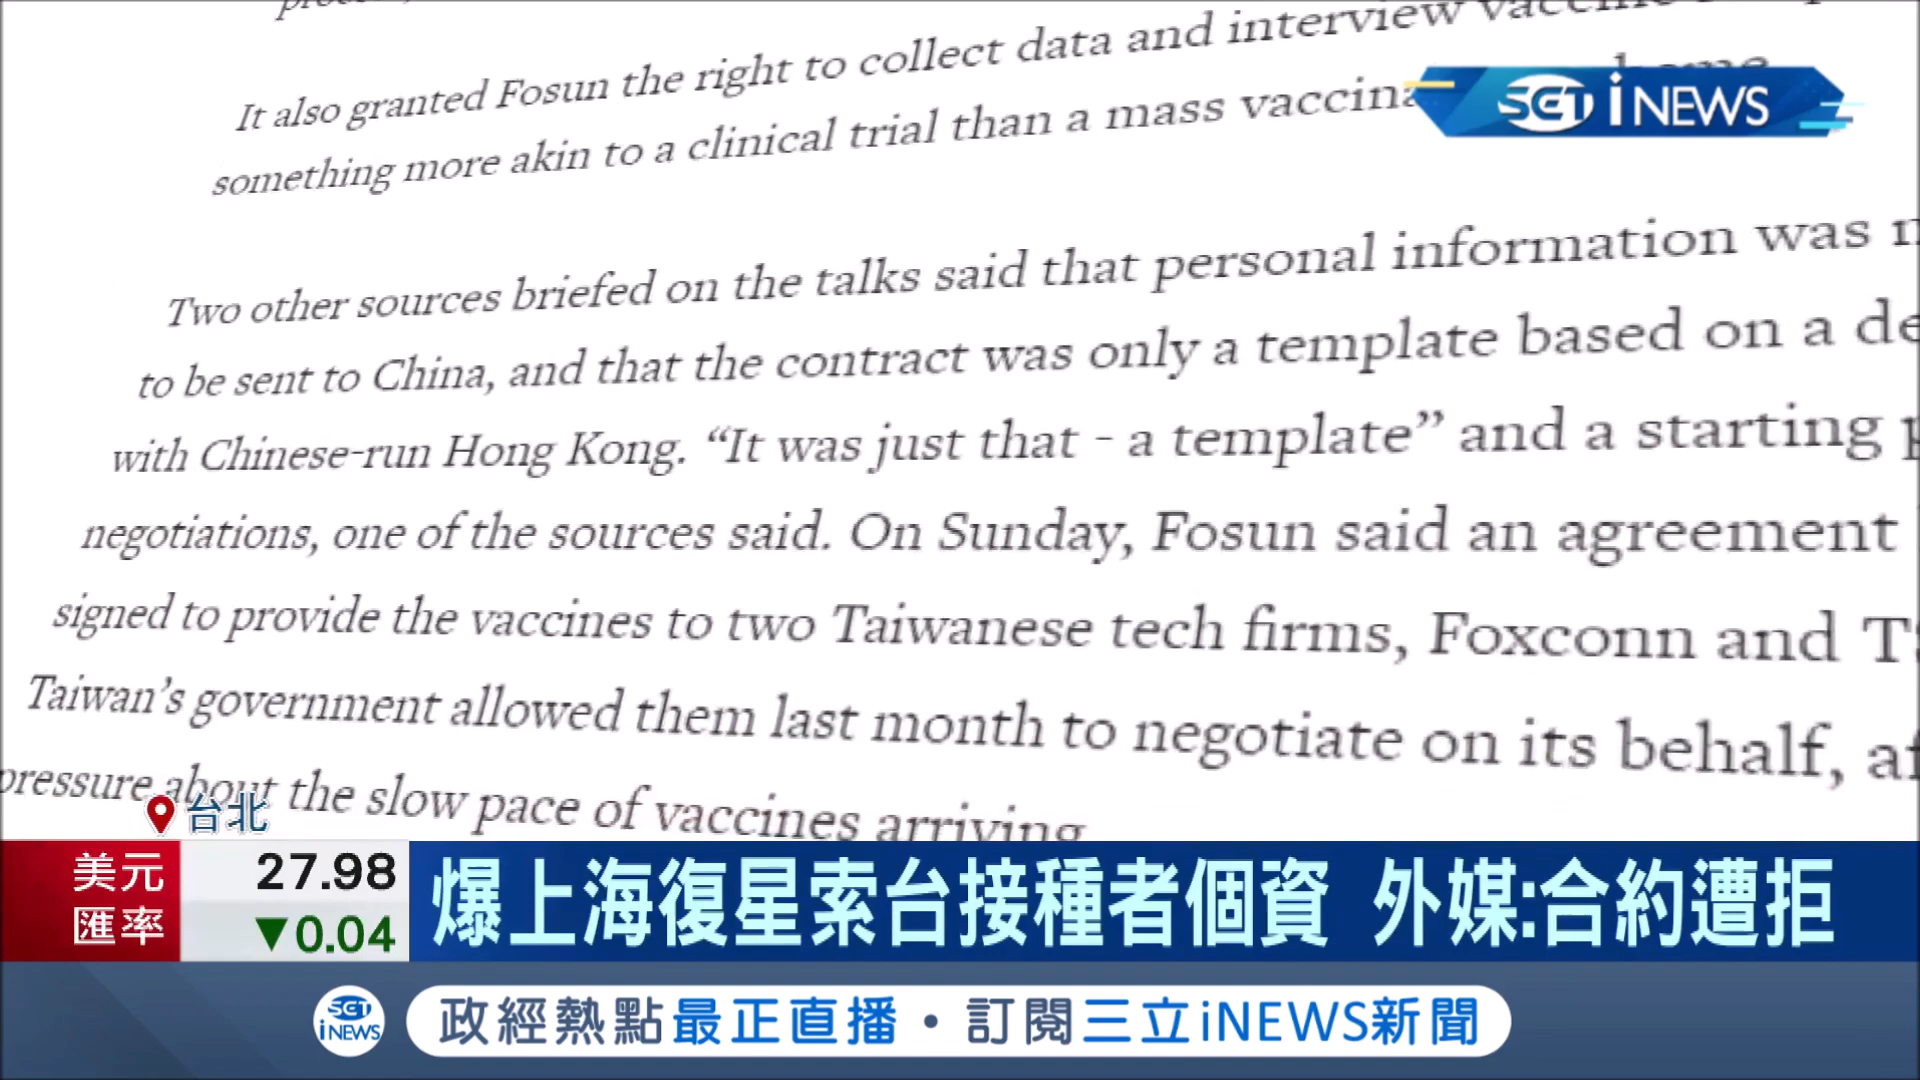 It also granted Fosun the right to collect data and interview
something more akin to a clinical trial than a mass
SET iNEWS
Two other sources briefed on the talks said that personal information was
to be sent to China, and that the contract was only a template based on a
with Chinese-run Hong Kong. “It was just that - a template” and a starting
negotiations, one of the sources said. On Sunday, Fosun said an agreement
signed to provide the vaccines to two Taiwanese tech firms, Foxconn and
Taiwan’s government allowed them last month to negotiate on its behalf,
pressure about the slow pace of vaccines arriving
台北
美元匯率
27.98
▼0.04
爆上海復星索台接種者個資 外媒:合約遭拒
SET iNEWS
政經熱點最正直播・訂閱三立iNEWS新聞